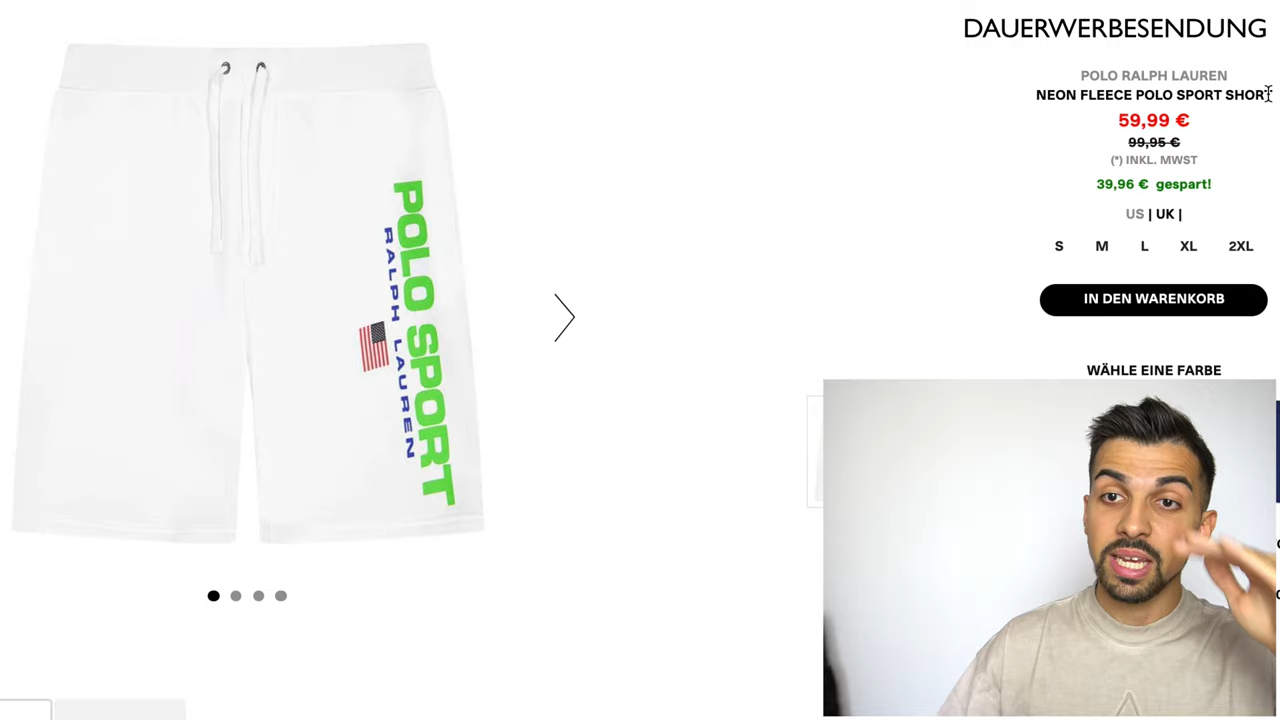 DAUERWERBESENDUNG
POLO RALPH LAUREN
NEON FLEECE POLO SPORT SHORT
59,99 €
99,95 €
(*) INKL. MWST
39,96 € gespart!
US | UK |
S M L XL 2XL
IN DEN WARENKORB
WÄHLE EINE FARBE
POLO SPORT
RALPH LAUREN